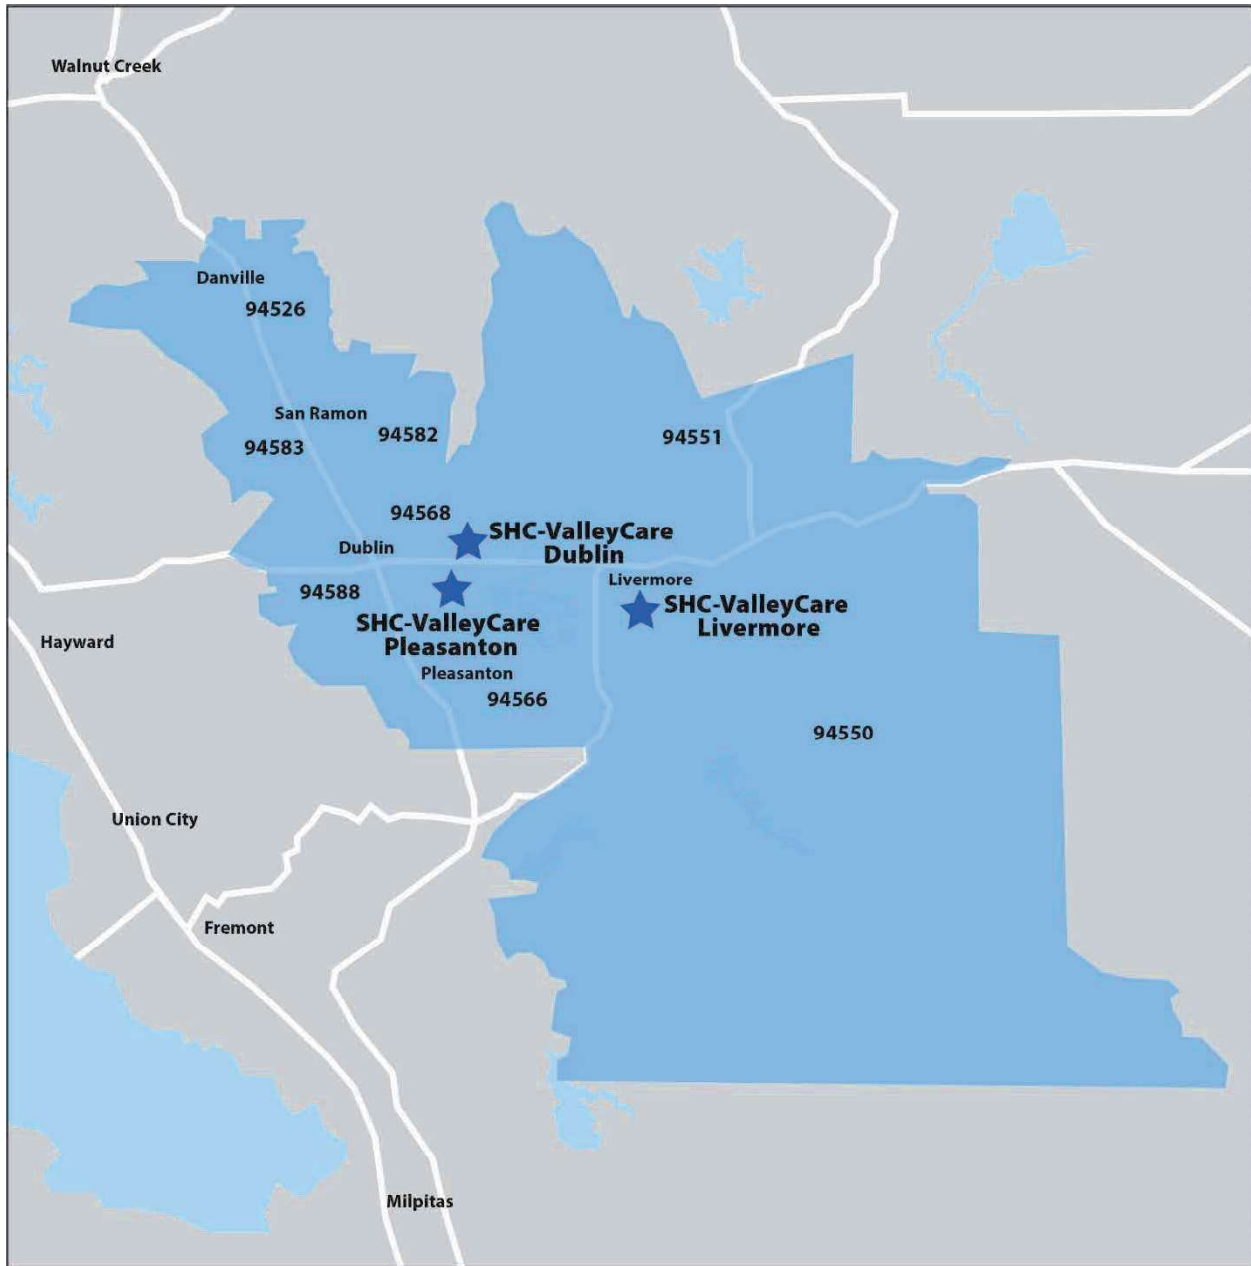 Walnut Creek
Danville
94526
San Ramon
94583
94582
94551
94568
SHC-ValleyCare
Dublin
Dublin
94588
Livermore
SHC-ValleyCare
Livermore
SHC-ValleyCare
Pleasanton
Hayward
Pleasanton
94566
94550
Union City
Fremont
Milpitas